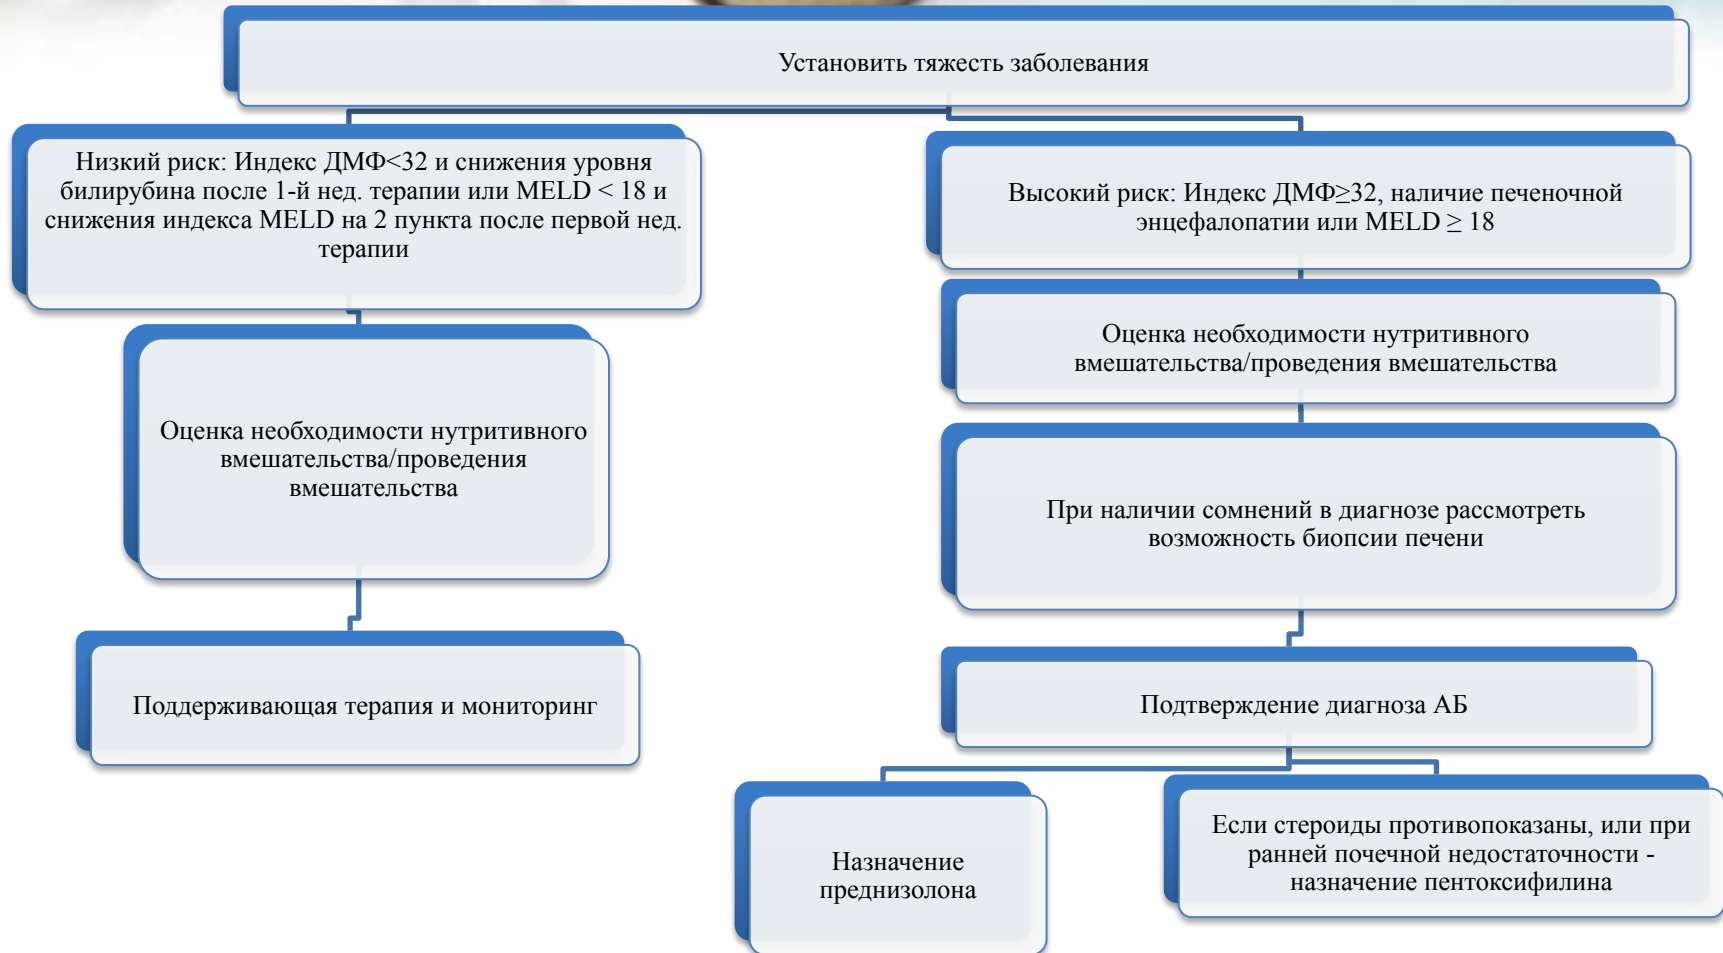 Установить тяжесть заболевания
Низкий риск: Индекс ДМФ<32 и снижения уровня
билирубина после 1-й нед. терапии или MELD < 18 и
снижения индекса MELD на 2 пункта после первой нед.
терапии
Высокий риск: Индекс ДМФ≥32, наличие печеночной
энцефалопатии или MELD ≥ 18
Оценка необходимости нутритивного
вмешательства/проведения
вмешательства
Оценка необходимости нутритивного
вмешательства/проведения вмешательства
При наличии сомнений в диагнозе рассмотреть
возможность биопсии печени
Поддерживающая терапия и мониторинг
Подтверждение диагноза АБ
Назначение
преднизолона
Если стероиды противопоказаны, или при
ранней почечной недостаточности -
назначение пентоксифилина